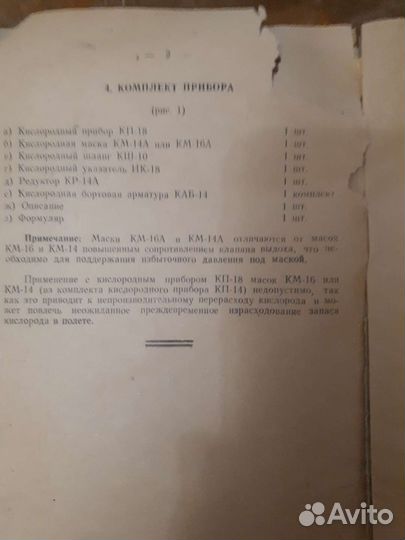 — 3 —
4. КОМПЛЕКТ ПРИБОРА
(рис. 1)
а) Кислородный прибор КП-18 1 шт.
б) Кислородная маска КМ-14А или КМ-16А 1 шт.
в) Кислородный шланг КШ-10 1 шт.
г) Кислородный указатель ИК-18 1 шт.
д) Редуктор КР-14А 1 шт.
е) Кислородная бортовая арматура КАБ-14 1 комплект
ж) Описание 1 шт.
з) Формуляр 1 шт.
Примечание: Маски КМ-16А и КМ-14А отличаются от масок
КМ-16 и КМ-14 повышенным сопротивлением клапана выдоха, что не-
обходимо для поддержания избыточного давления под маской.
Применение с кислородным прибором КП-18 масок КМ-16 или
КМ-14 (из комплекта кислородного прибора КП-14) недопустимо, так
как это приводит к непроизводительному перерасходу кислорода и мо-
жет повлечь неожиданное преждевременное израсходование запаса
кислорода в полете.
Avito